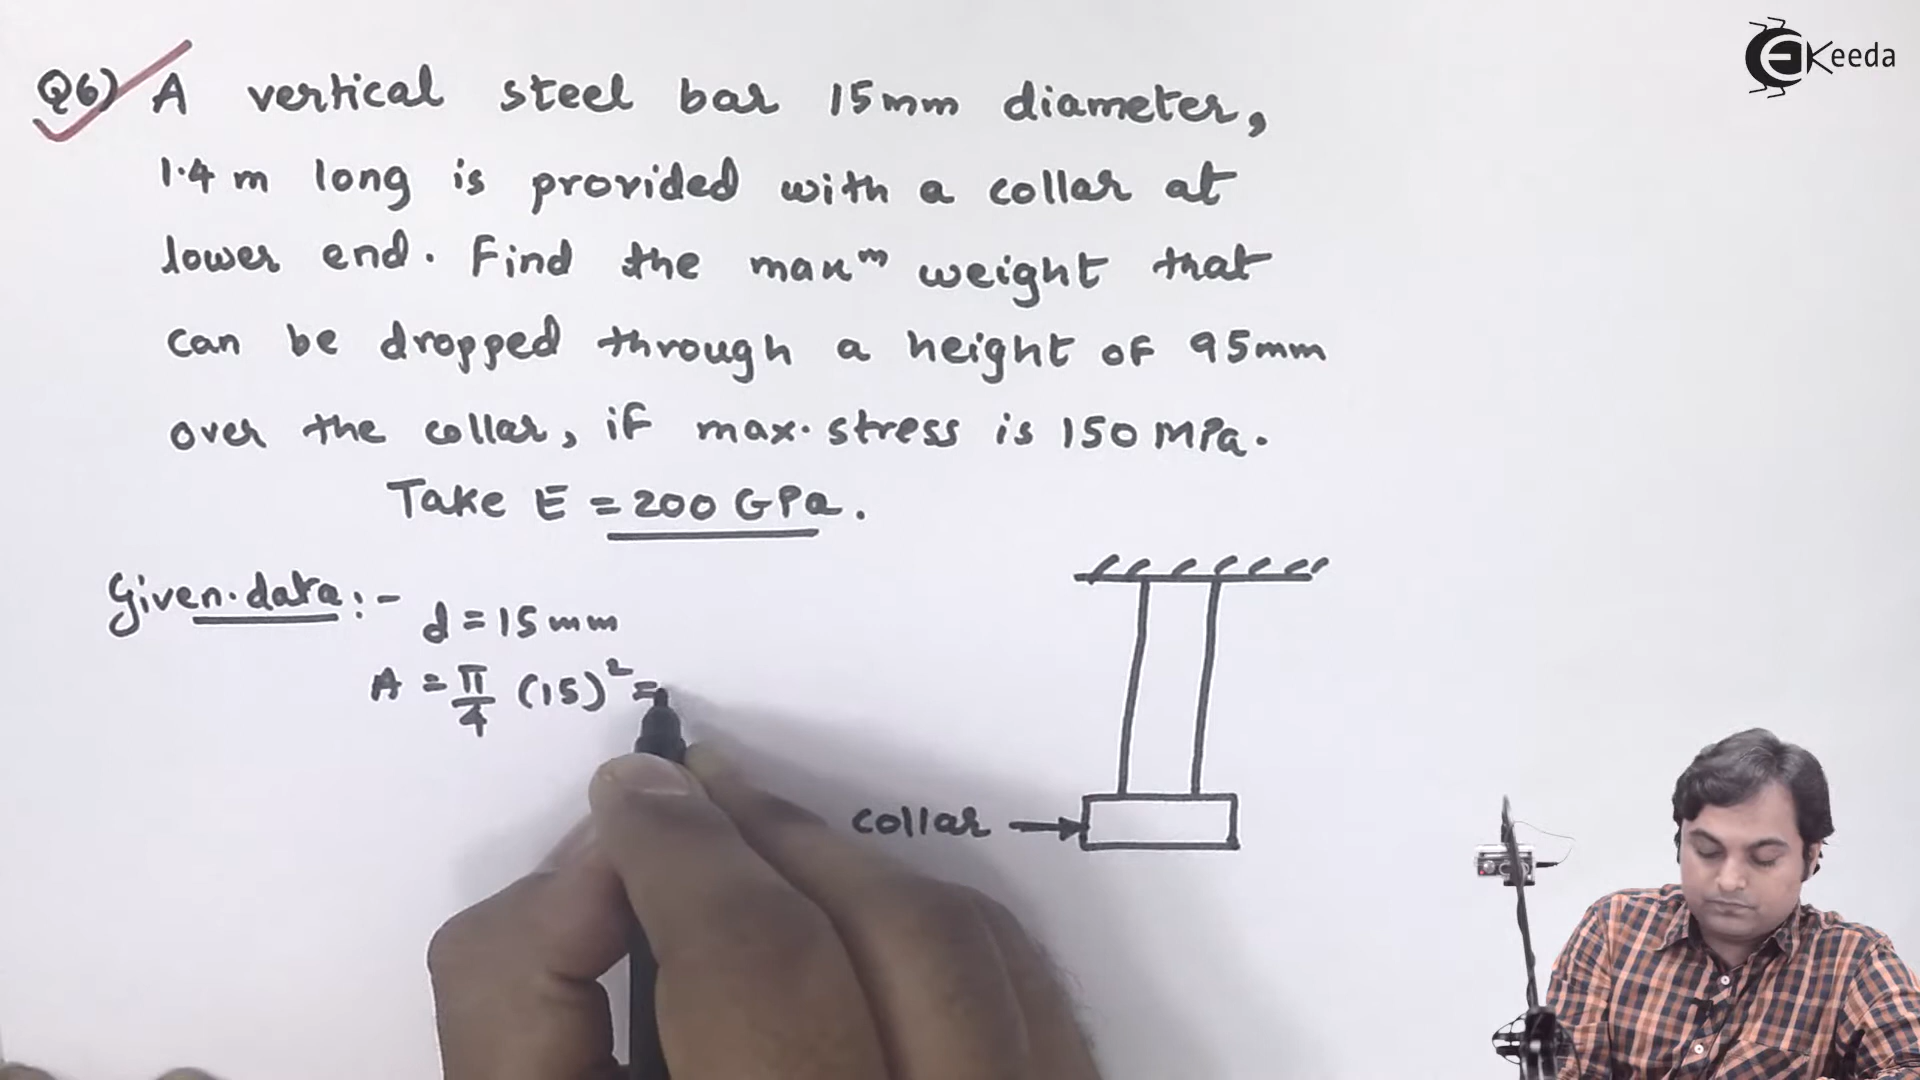 Keeda
Q6) A vertical steel bar 15mm diameter,
1.4 m long is provided with a collar at
lower end. Find the maxᵐ weight that
can be dropped through a height of 95mm
over the collar, if max. stress is 150 MPa.
Take E = 200 GPa.
Given data :-
d = 15 mm
A = π/4 (15)² =
collar